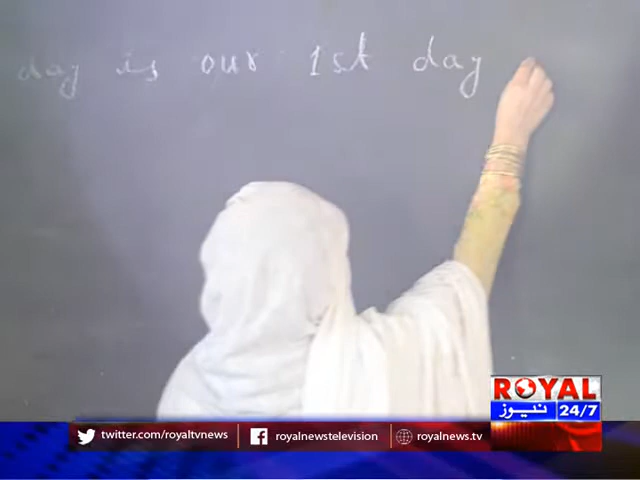 day is our 1st day
ROYAL
نیوز 24/7
twitter.com/royaltvnews royalnewstelevision royalnews.tv